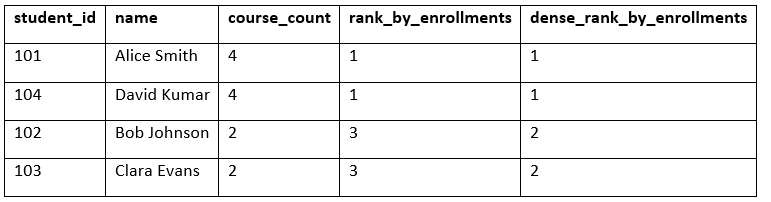 student_id name course_count rank_by_enrollments dense_rank_by_enrollments
101 Alice Smith 4 1 1
104 David Kumar 4 1 1
102 Bob Johnson 2 3 2
103 Clara Evans 2 3 2